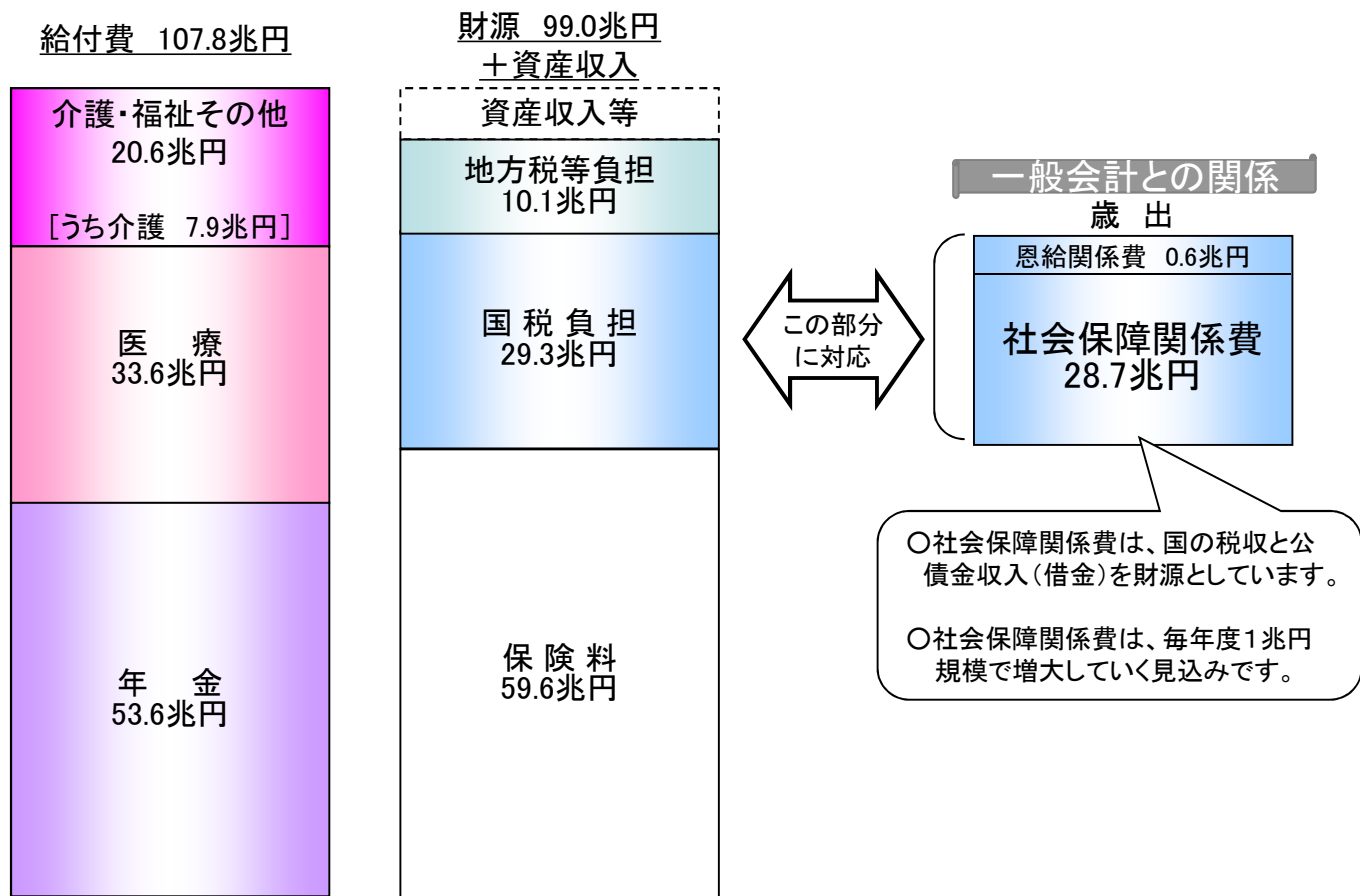 給付費 107.8兆円
介護・福祉その他
20.6兆円
[うち介護 7.9兆円]
医 療
33.6兆円
年 金
53.6兆円
財源 99.0兆円
＋資産収入
資産収入等
地方税等負担
10.1兆円
国税負担
29.3兆円
保険料
59.6兆円
この部分
に対応
一般会計との関係
歳 出
恩給関係費 0.6兆円
社会保障関係費
28.7兆円
○社会保障関係費は、国の税収と公
債金収入（借金）を財源としています。
○社会保障関係費は、毎年度１兆円
規模で増大していく見込みです。